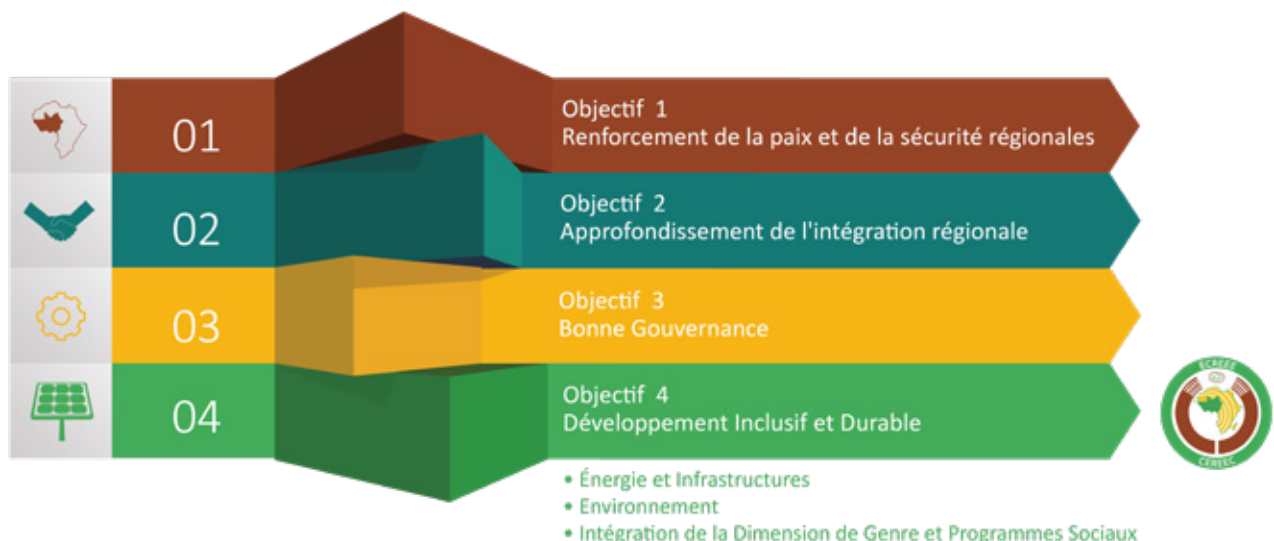 01
Objectif 1
Renforcement de la paix et de la sécurité régionales
02
Objectif 2
Approfondissement de l'intégration régionale
03
Objectif 3
Bonne Gouvernance
04
Objectif 4
Développement Inclusif et Durable
ECREEE
CEREEC
• Énergie et Infrastructures
• Environnement
• Intégration de la Dimension de Genre et Programmes Sociaux